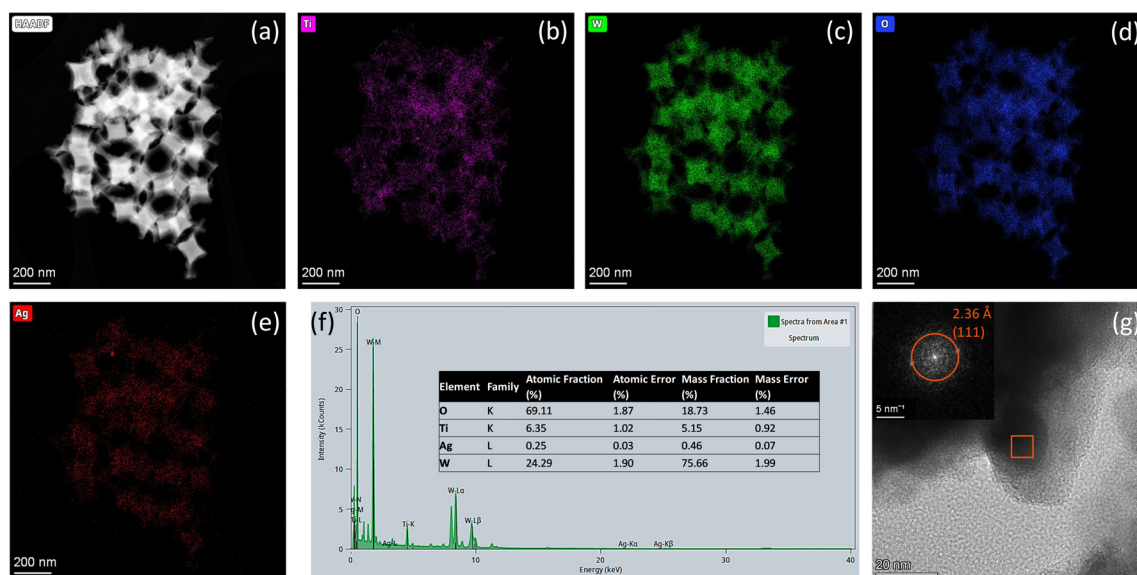 HAADF
(a)
200 nm
Ti
(b)
200 nm
W
(c)
200 nm
O
(d)
200 nm
Ag
(e)
200 nm
(f)
Spectra from Area #1
Spectrum
Element Family Atomic Fraction (%) Atomic Error (%) Mass Fraction (%) Mass Error (%)
O K 69.11 1.87 18.73 1.46
Ti K 6.35 1.02 5.15 0.92
Ag L 0.25 0.03 0.46 0.07
W L 24.29 1.90 75.66 1.99
Intensity (kCounts)
30
25
20
15
10
5
0
O
W-M
W-N
Ti-K
W-Lα
W-Lβ
Ag-Kα
Ag-Kβ
0 10 20 30 40
Energy (keV)
(g)
2.36 Å
(111)
5 nm⁻¹
20 nm